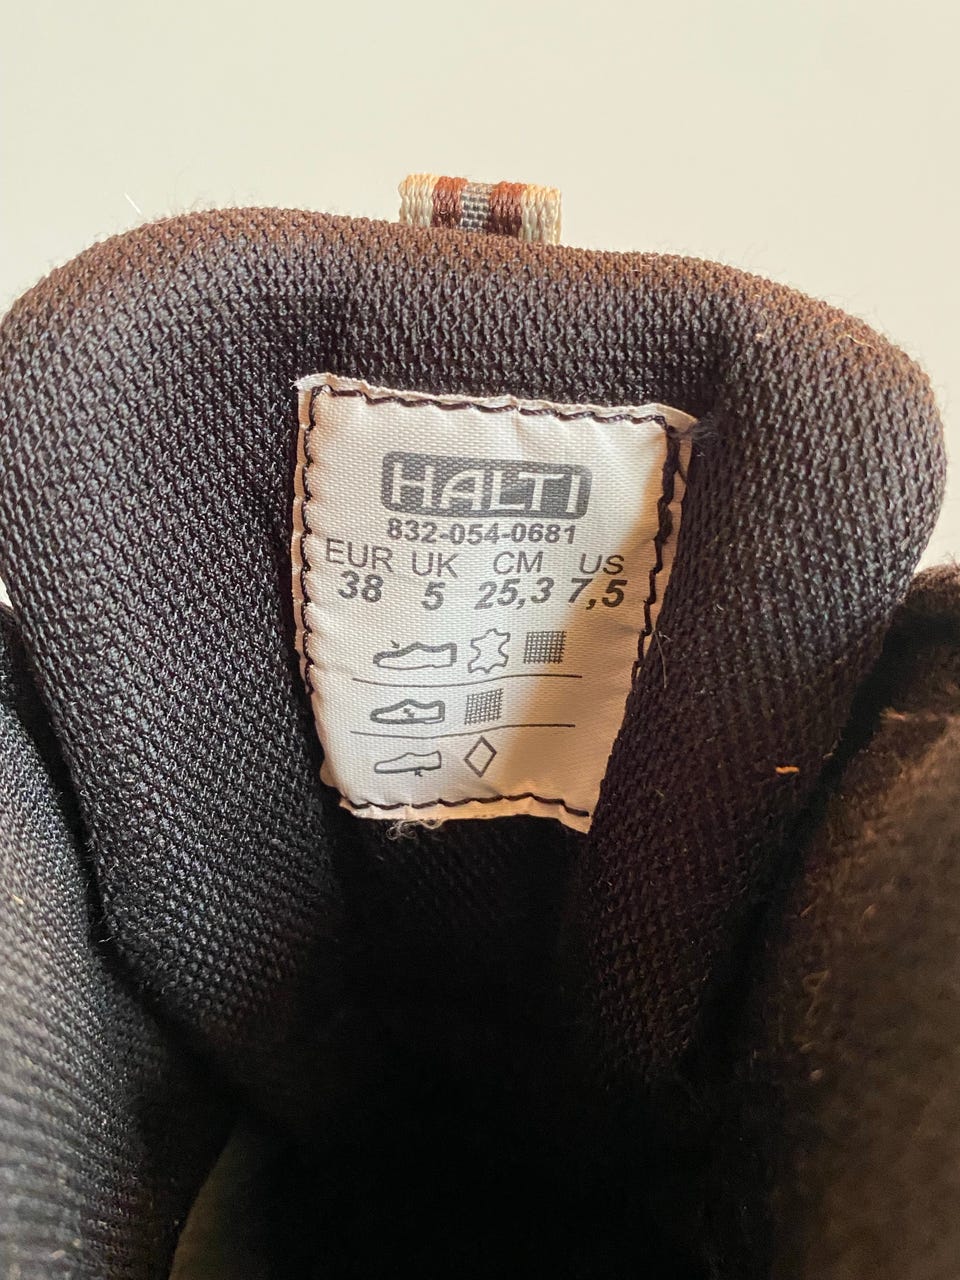 HALTI
832-054-0681
EUR UK CM US
38 5 25,3 7,5